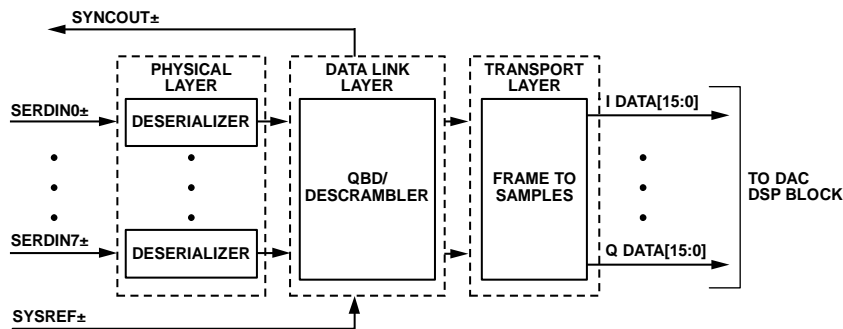 SYNCOUT±
PHYSICAL
LAYER
DATA LINK
LAYER
TRANSPORT
LAYER
SERDIN0±
DESERIALIZER
I DATA[15:0]
QBD/
DESCRAMBLER
FRAME TO
SAMPLES
TO DAC
DSP BLOCK
SERDIN7±
DESERIALIZER
Q DATA[15:0]
SYSREF±